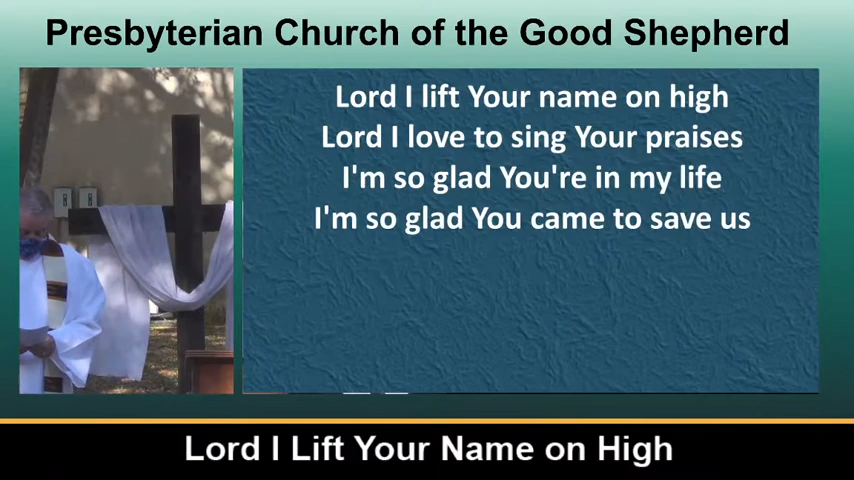 Presbyterian Church of the Good Shepherd
Lord I lift Your name on high
Lord I love to sing Your praises
I'm so glad You're in my life
I'm so glad You came to save us
Lord I Lift Your Name on High